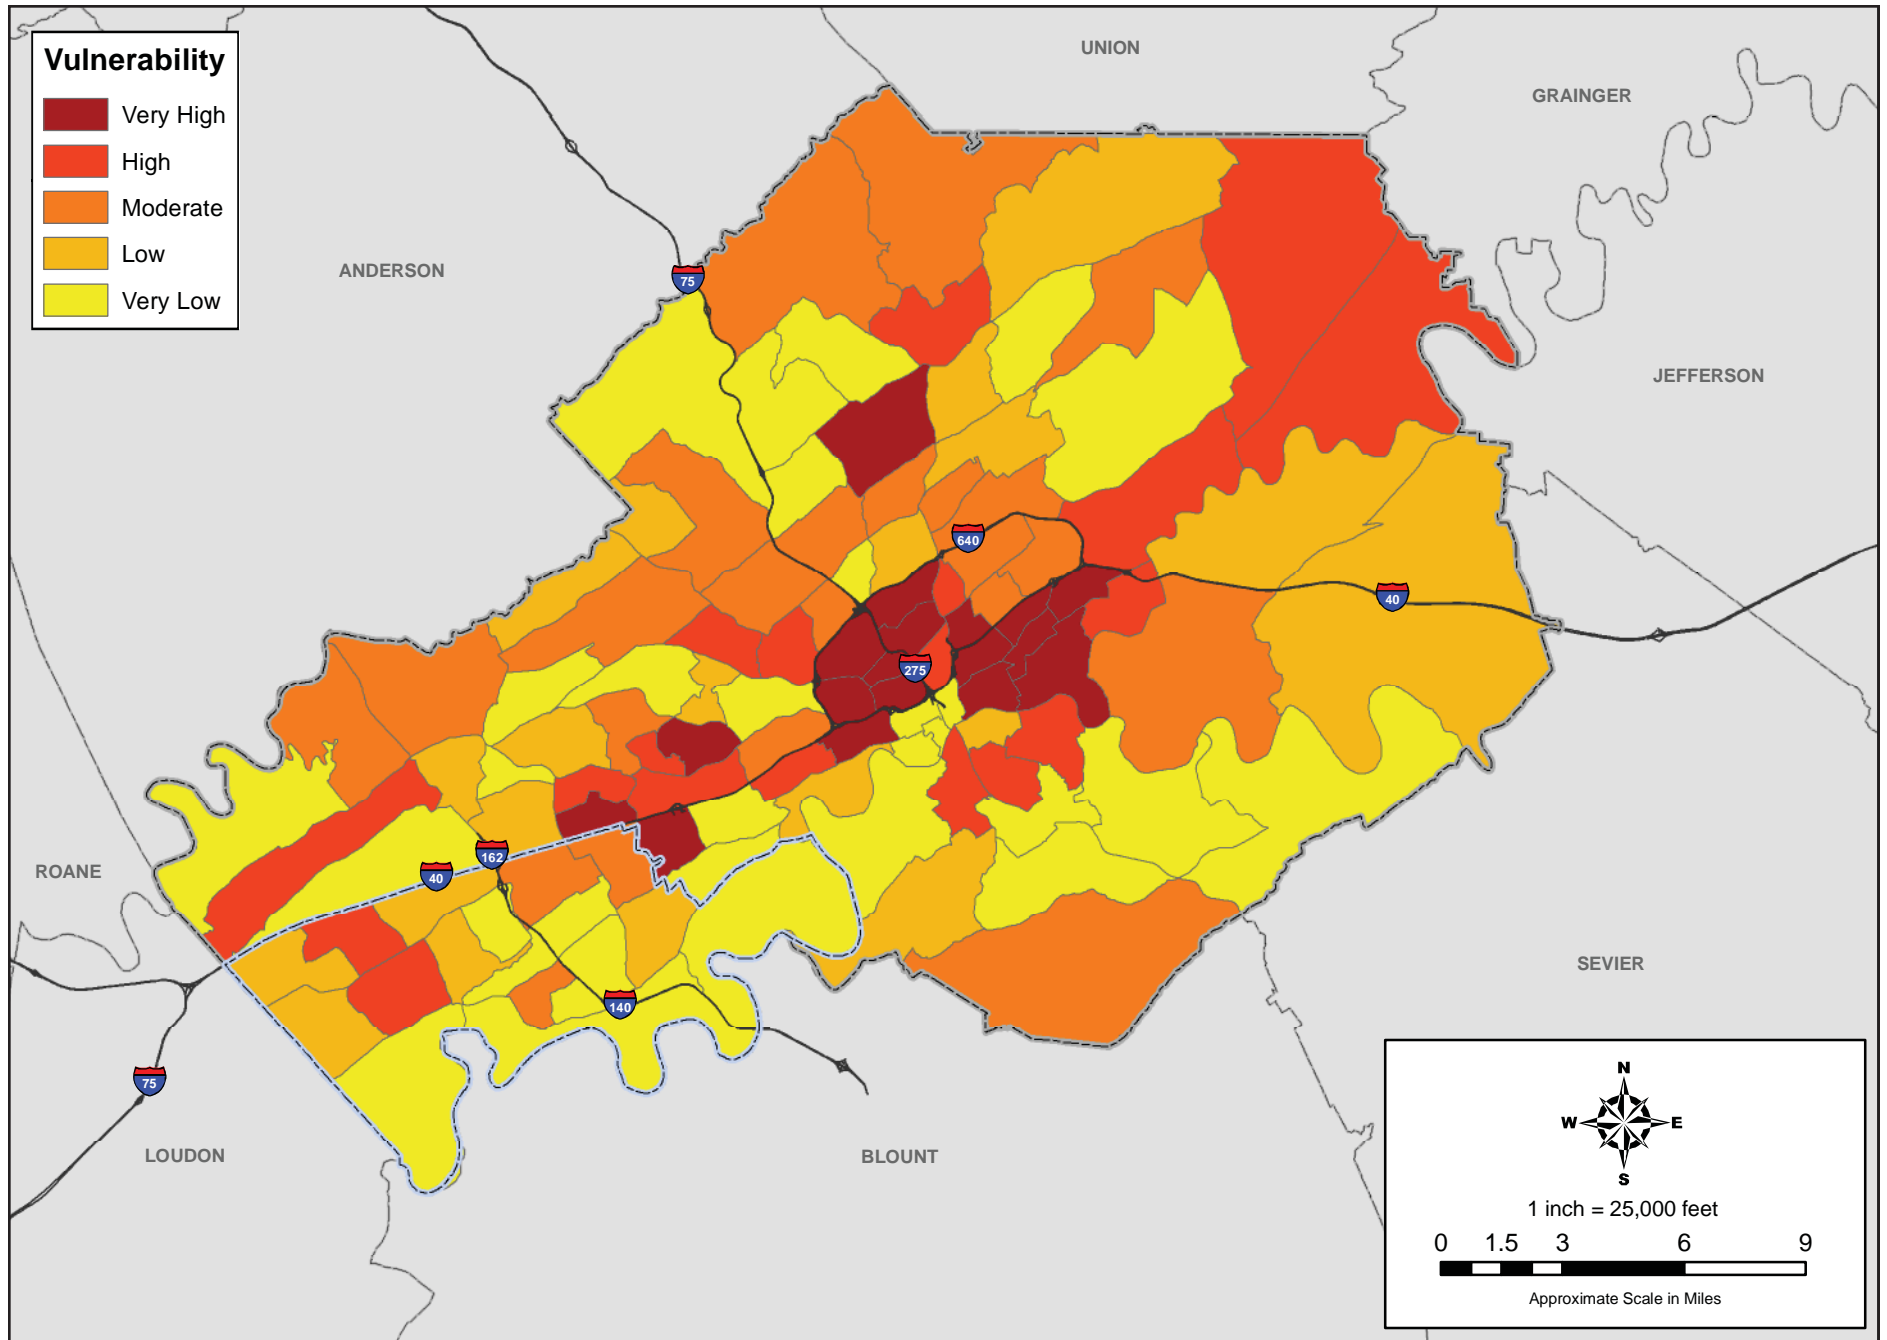 Vulnerability
Very High
High
Moderate
Low
Very Low
UNION
GRAINGER
ANDERSON
JEFFERSON
75
640
40
275
162
40
ROANE
SEVIER
140
75
LOUDON
BLOUNT
N
W E
S
1 inch = 25,000 feet
0 1.5 3 6 9
Approximate Scale in Miles